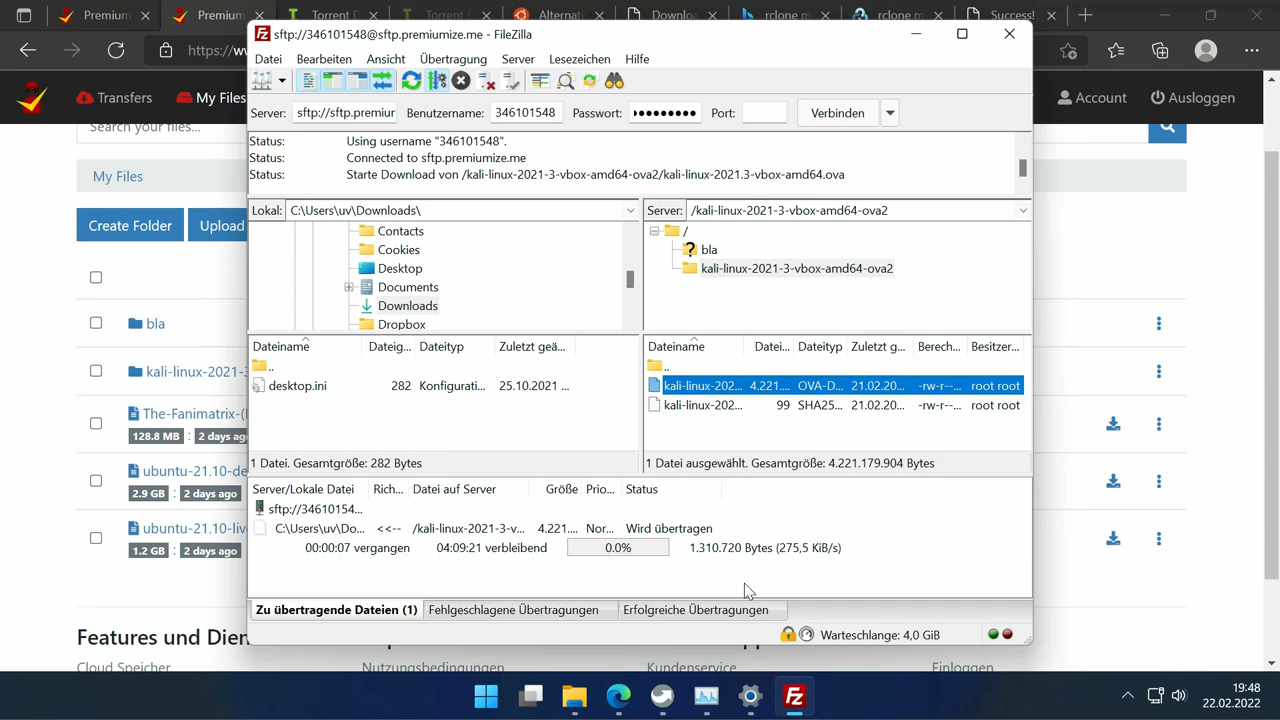 Premium
Premium
Torrent
Torrent
Alternati
Downlo
rclone m
rclone m
Success!
sftp://346101548@sftp.premiumize.me - FileZilla
https://w
Datei Bearbeiten Ansicht Übertragung Server Lesezeichen Hilfe
Transfers
My Files
Account
Ausloggen
Server: sftp://sftp.premiur Benutzername: 346101548 Passwort: ●●●●●●●●● Port: Verbinden
Search your files...
Status: Using username "346101548".
Status: Connected to sftp.premiumize.me
Status: Starte Download von /kali-linux-2021-3-vbox-amd64-ova2/kali-linux-2021.3-vbox-amd64.ova
My Files
Lokal: C:\Users\uv\Downloads\
Server: /kali-linux-2021-3-vbox-amd64-ova2
Create Folder
Upload
Contacts
Cookies
Desktop
Documents
Downloads
Dropbox
/
bla
kali-linux-2021-3-vbox-amd64-ova2
Dateiname Dateig... Dateityp Zuletzt geä...
..
desktop.ini 282 Konfigurati... 25.10.2021 ...
1 Datei. Gesamtgröße: 282 Bytes
Dateiname Datei... Dateityp Zuletzt g... Berech... Besitzer...
..
kali-linux-202... 4.221.... OVA-D... 21.02.20... -rw-r--... root root
kali-linux-202... 99 SHA25... 21.02.20... -rw-r--... root root
1 Datei ausgewählt. Gesamtgröße: 4.221.179.904 Bytes
bla
kali-linux-2021-3
The-Fanimatrix-(
128.8 MB : 2 days ago
ubuntu-21.10-de
2.9 GB : 2 days ago
ubuntu-21.10-liv
1.2 GB : 2 days ago
Server/Lokale Datei Rich... Datei auf Server Größe Prio... Status
sftp://34610154...
C:\Users\uv\Do... <<-- /kali-linux-2021-3-v... 4.221.... Nor... Wird übertragen
00:00:07 vergangen 04:09:21 verbleibend 0.0% 1.310.720 Bytes (275,5 KiB/s)
Zu übertragende Dateien (1) Fehlgeschlagene Übertragungen Erfolgreiche Übertragungen
Warteschlange: 4,0 GiB
Features und Dien
Cloud Speicher
Nutzungsbedingungen
Kundenservice
Einloggen
19:48
22.02.2022